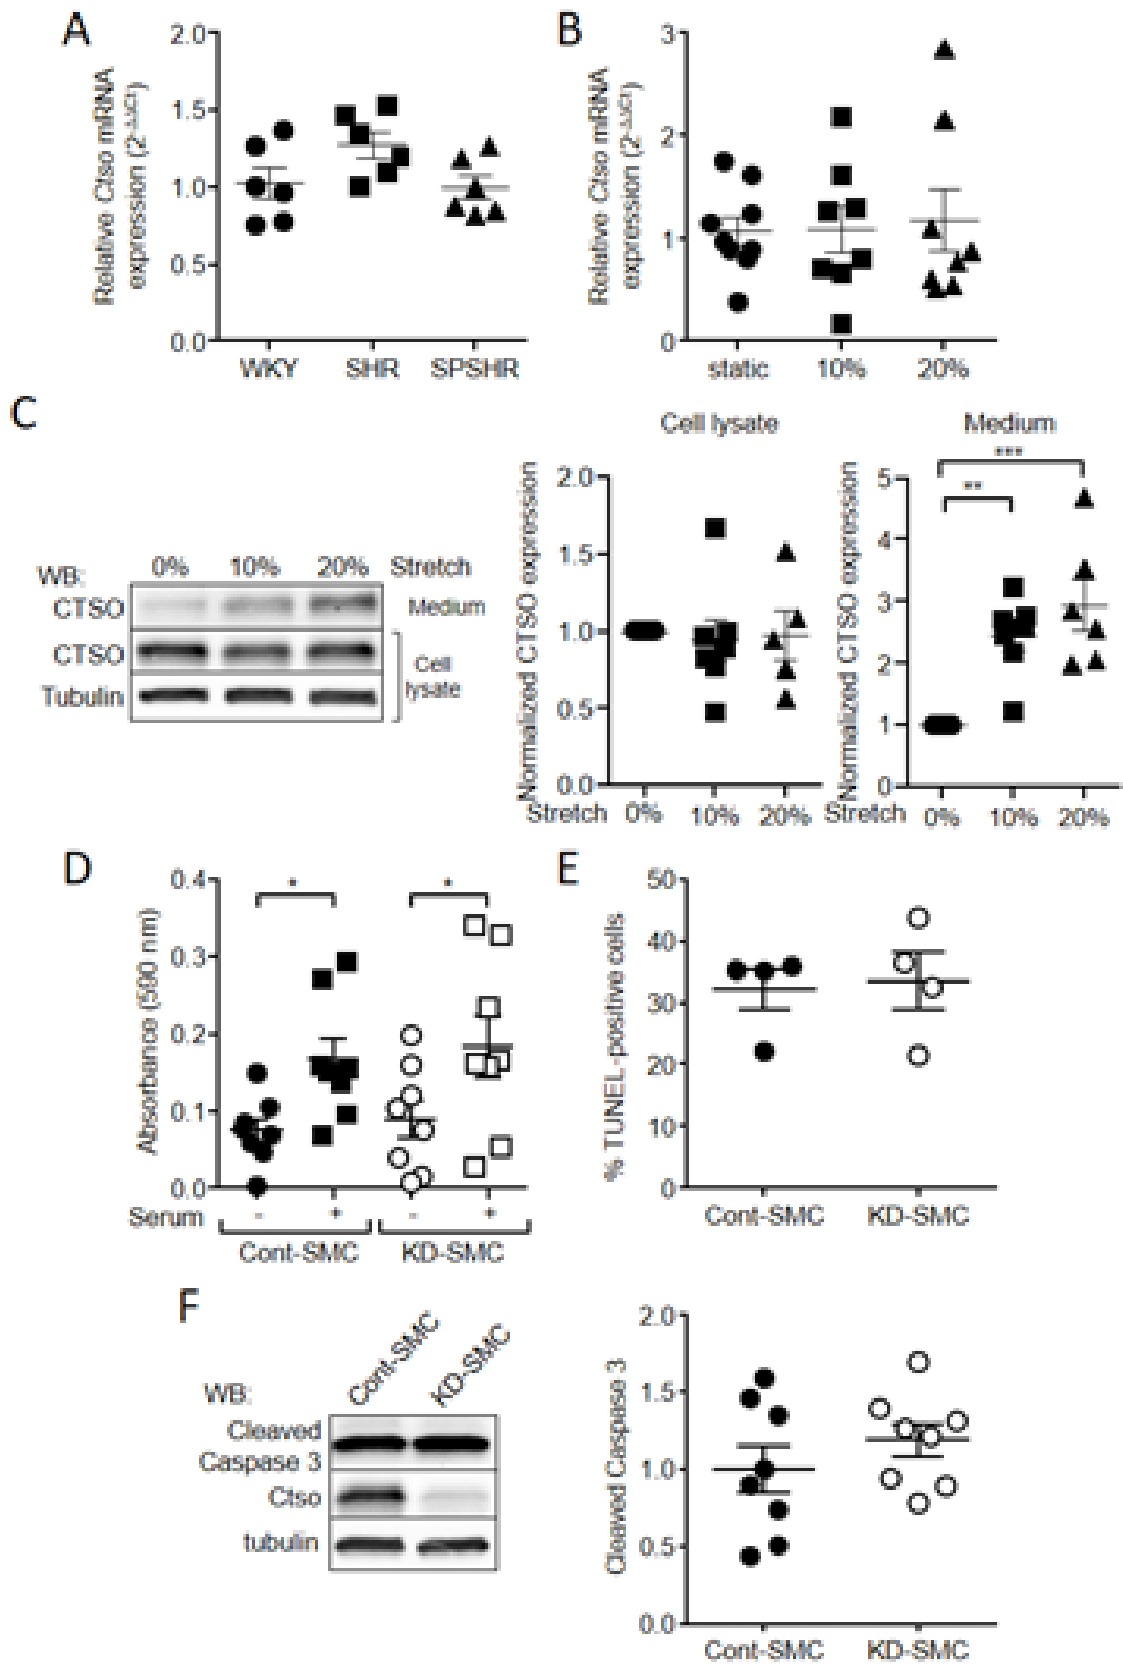 A
Relative Ctso mRNA
expression (2^-ΔΔCt)
2.0
1.5
1.0
0.5
0.0
WKY SHR SPSHR
B
Relative Ctso mRNA
expression (2^-ΔΔCt)
3
2
1
0
static 10% 20%
C
WB: 0% 10% 20% Stretch
CTSO Medium
CTSO
Tubulin
Cell
lysate
Cell lysate
Normalized CTSO expression
2.0
1.5
1.0
0.5
0.0
Stretch 0% 10% 20%
Medium
***
**
Normalized CTSO expression
5
4
3
2
1
0
Stretch 0% 10% 20%
D
Absorbance (590 nm)
0.4
0.3
0.2
0.1
0.0
* *
Serum - + - +
Cont-SMC KD-SMC
E
% TUNEL-positive cells
50
40
30
20
10
0
Cont-SMC KD-SMC
F
WB: Cont-SMC KD-SMC
Cleaved
Caspase 3
Ctso
tubulin
Cleaved Caspase 3
2.0
1.5
1.0
0.5
0.0
Cont-SMC KD-SMC